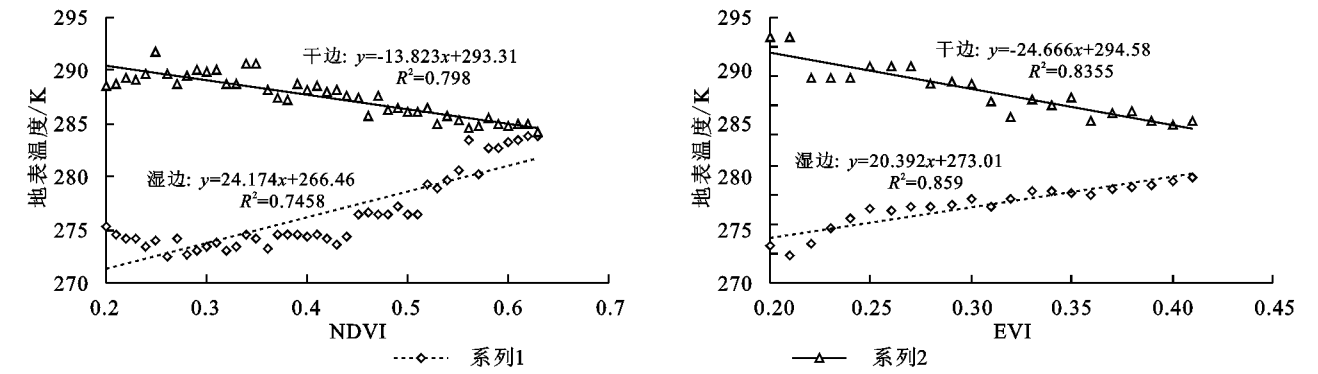 295
290
285
280
275
270
地表温度/K
干边: y=-13.823x+293.31
R²=0.798
湿边: y=24.174x+266.46
R²=0.7458
0.2 0.3 0.4 0.5 0.6 0.7
NDVI
295
290
285
280
275
270
地表温度/K
干边: y=-24.666x+294.58
R²=0.8355
湿边: y=20.392x+273.01
R²=0.859
0.20 0.25 0.30 0.35 0.40 0.45
EVI
系列1 系列2